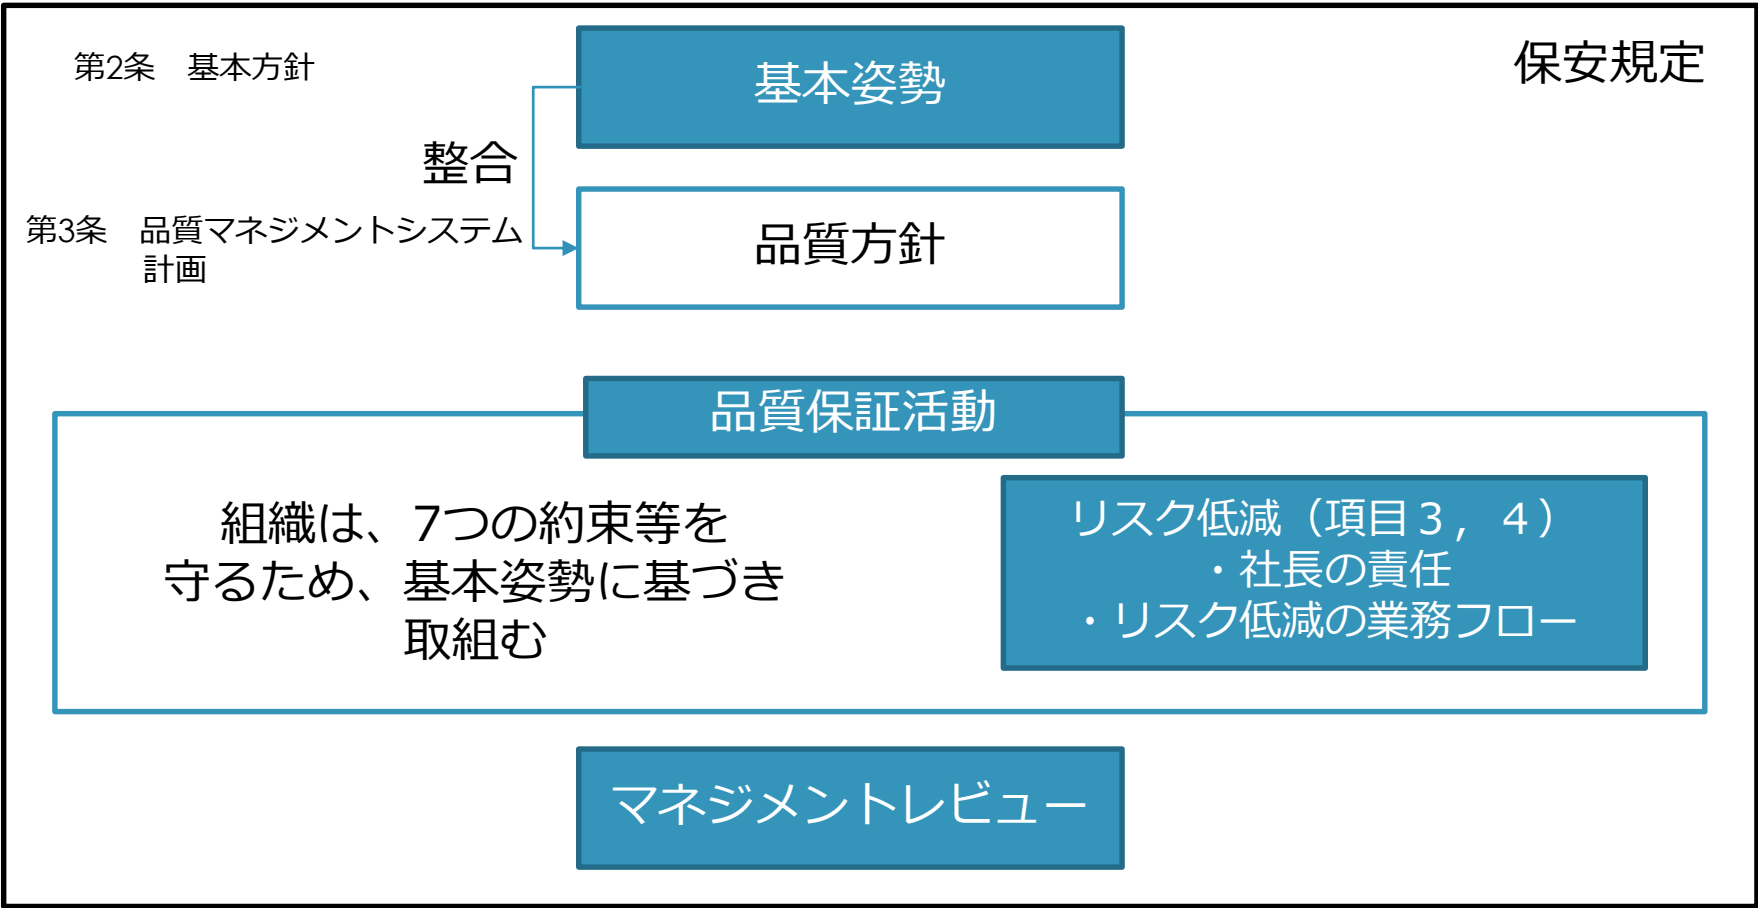 保安規定
第2条　基本方針
基本姿勢
整合
第3条　品質マネジメントシステム
計画
品質方針
品質保証活動
組織は、7つの約束等を
守るため、基本姿勢に基づき
取組む
リスク低減（項目３，４）
・社長の責任
・リスク低減の業務フロー
マネジメントレビュー